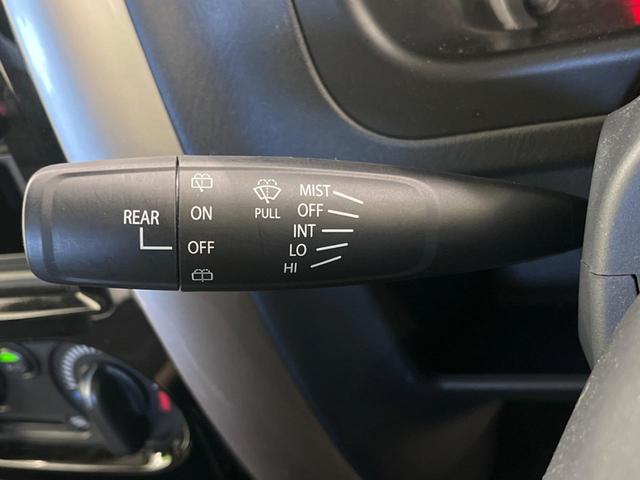 REAR
ON
OFF
PULL
MIST
OFF
INT
LO
HI